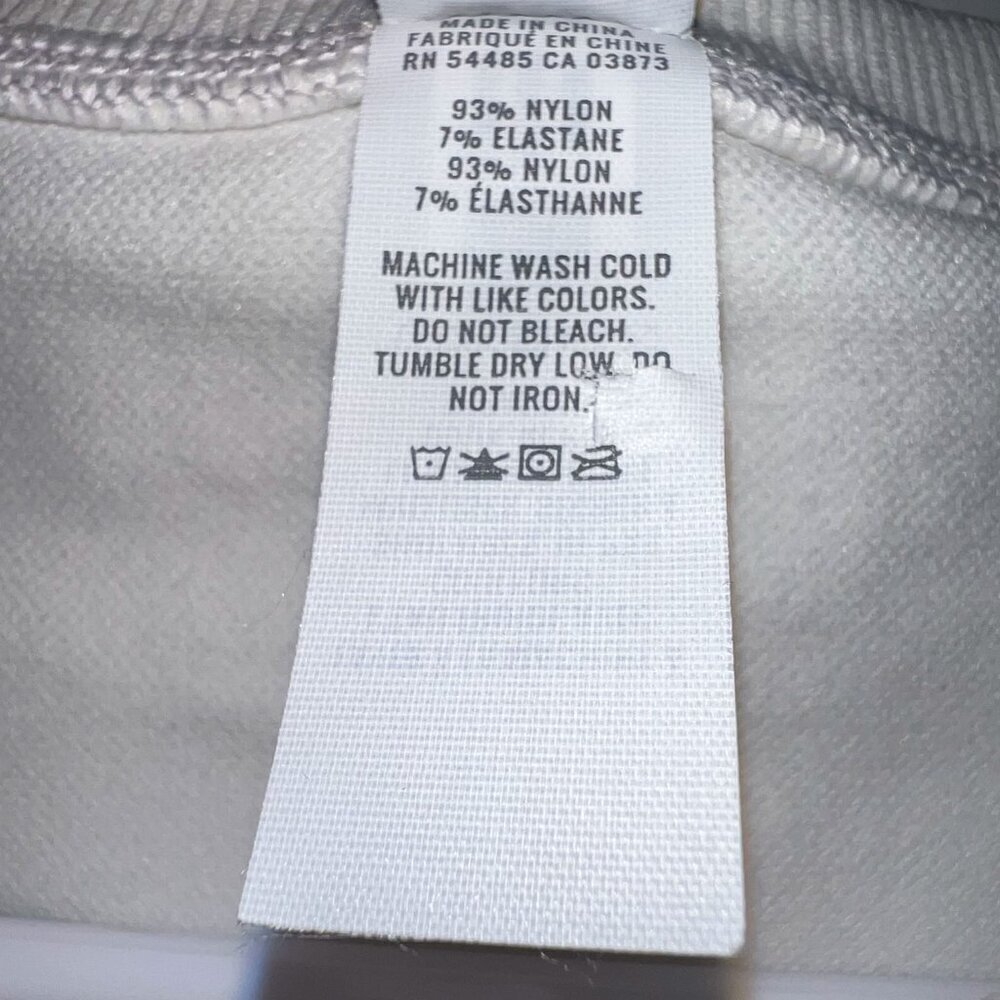 MADE IN CHINA
FABRIQUÉ EN CHINE
RN 54485 CA 03873
93% NYLON
7% ELASTANE
93% NYLON
7% ÉLASTHANNE
MACHINE WASH COLD
WITH LIKE COLORS.
DO NOT BLEACH.
TUMBLE DRY LOW. DO
NOT IRON.